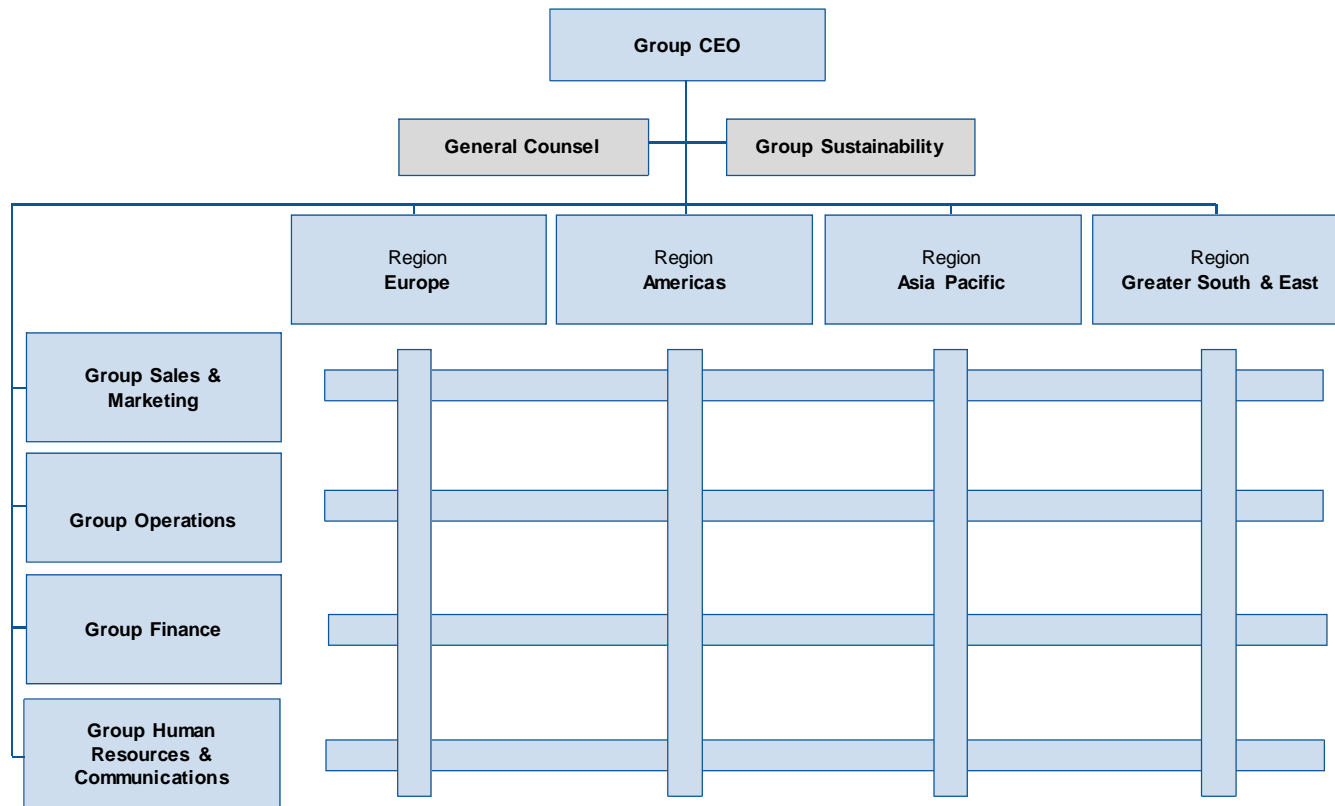 Group CEO
General Counsel
Group Sustainability
Region
Europe
Region
Americas
Region
Asia Pacific
Region
Greater South & East
Group Sales &
Marketing
Group Operations
Group Finance
Group Human
Resources &
Communications